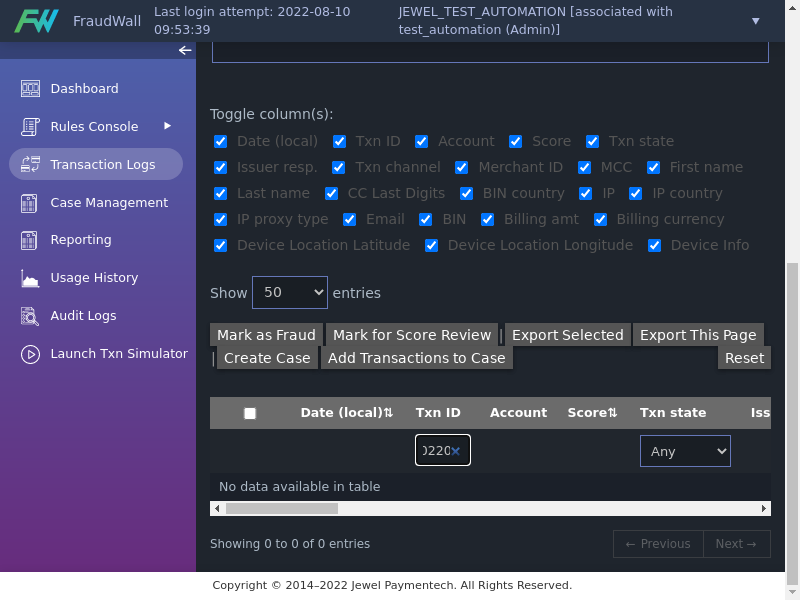 FraudWall
Last login attempt: 2022-08-10 09:53:39
JEWEL_TEST_AUTOMATION [associated with test_automation (Admin)]
Dashboard
Rules Console
Transaction Logs
Case Management
Reporting
Usage History
Audit Logs
Launch Txn Simulator
Toggle column(s):
Date (local) Txn ID Account Score Txn state
Issuer resp. Txn channel Merchant ID MCC First name
Last name CC Last Digits BIN country IP IP country
IP proxy type Email BIN Billing amt Billing currency
Device Location Latitude Device Location Longitude Device Info
Show 50 entries
Mark as Fraud Mark for Score Review | Export Selected Export This Page
| Create Case Add Transactions to Case Reset
Date (local)⇅ Txn ID Account Score⇅ Txn state Iss
0220 Any
No data available in table
Showing 0 to 0 of 0 entries
← Previous Next →
Copyright © 2014–2022 Jewel Paymentech. All Rights Reserved.